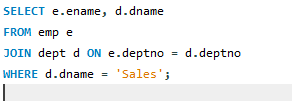 SELECT e.ename, d.dname
FROM emp e
JOIN dept d ON e.deptno = d.deptno
WHERE d.dname = 'Sales';